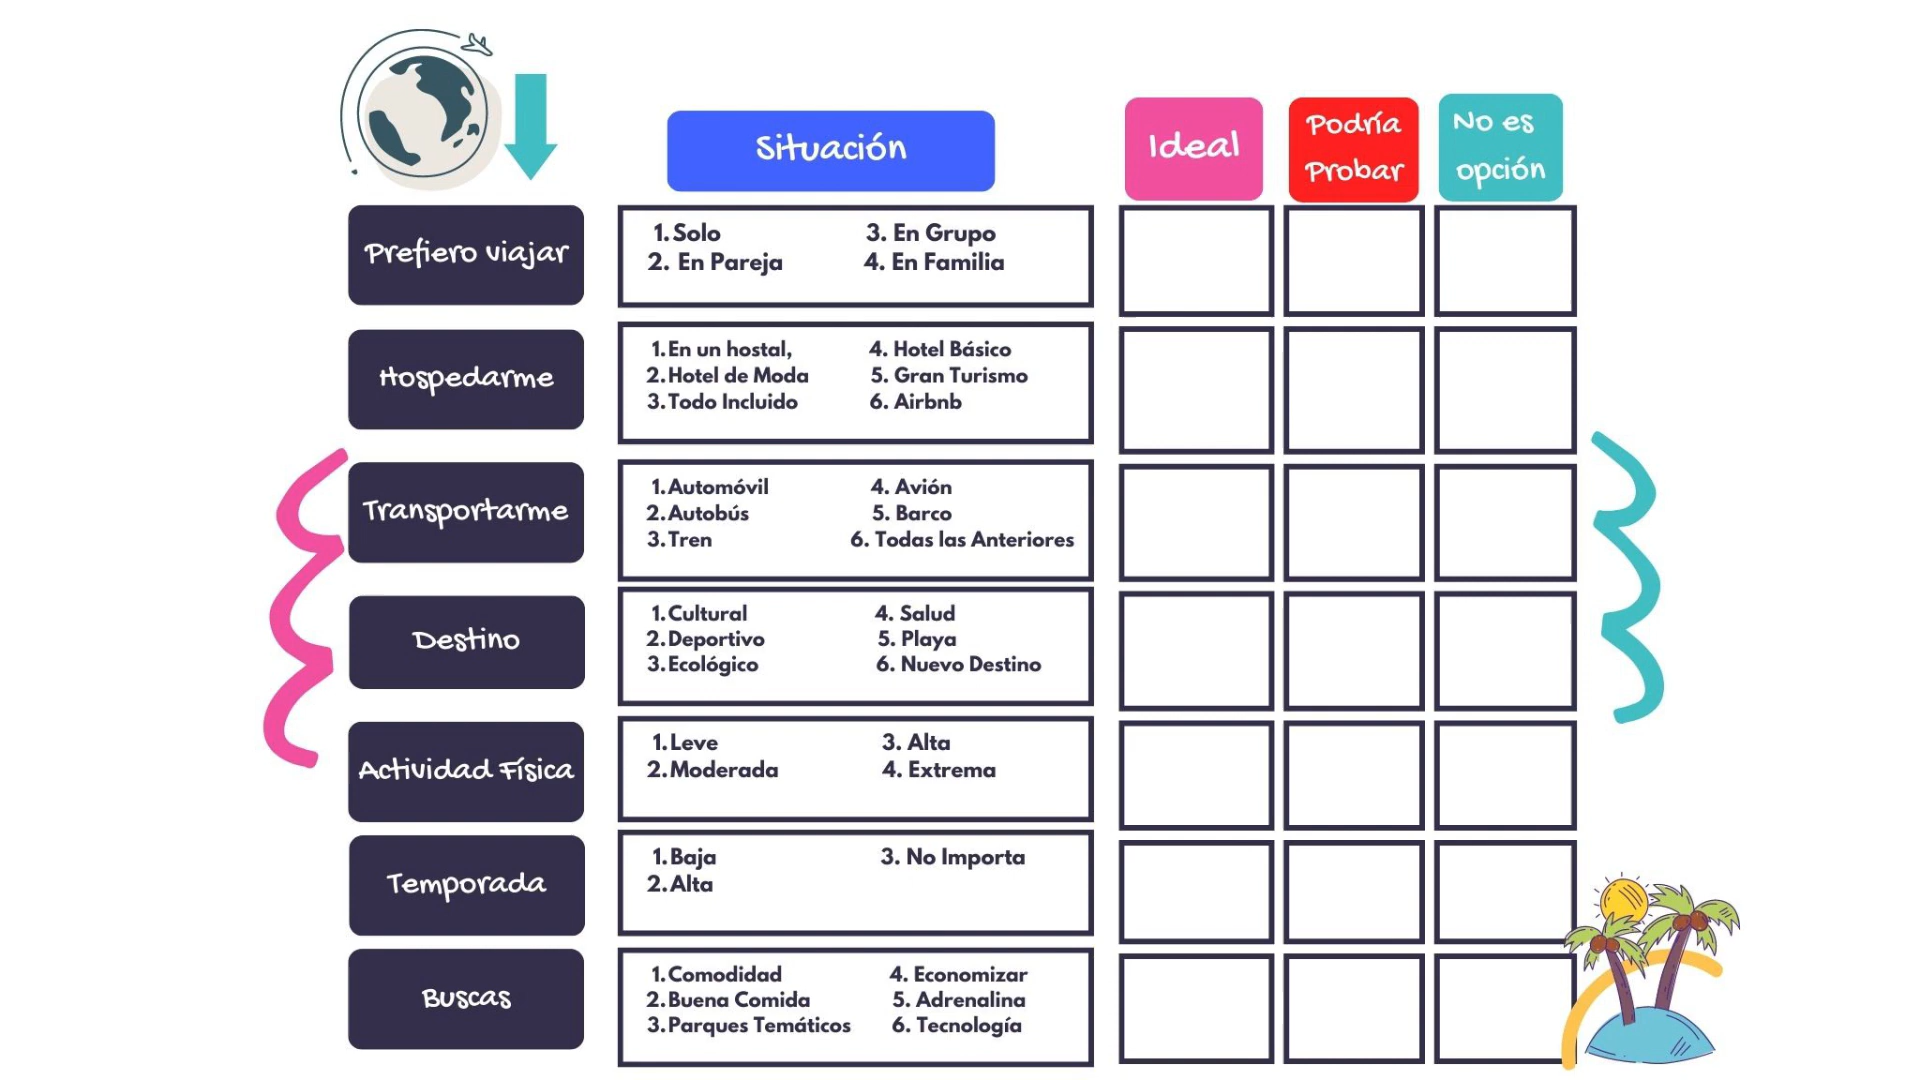 Situación
Ideal
Podría
Probar
No es
opción
Prefiero viajar
1. Solo
2. En Pareja
3. En Grupo
4. En Familia
Hospedarme
1. En un hostal,
2. Hotel de Moda
3. Todo Incluido
4. Hotel Básico
5. Gran Turismo
6. Airbnb
Transportarme
1. Automóvil
2. Autobús
3. Tren
4. Avión
5. Barco
6. Todas las Anteriores
Destino
1. Cultural
2. Deportivo
3. Ecológico
4. Salud
5. Playa
6. Nuevo Destino
Actividad Física
1. Leve
2. Moderada
3. Alta
4. Extrema
Temporada
1. Baja
2. Alta
3. No Importa
Buscas
1. Comodidad
2. Buena Comida
3. Parques Temáticos
4. Economizar
5. Adrenalina
6. Tecnología